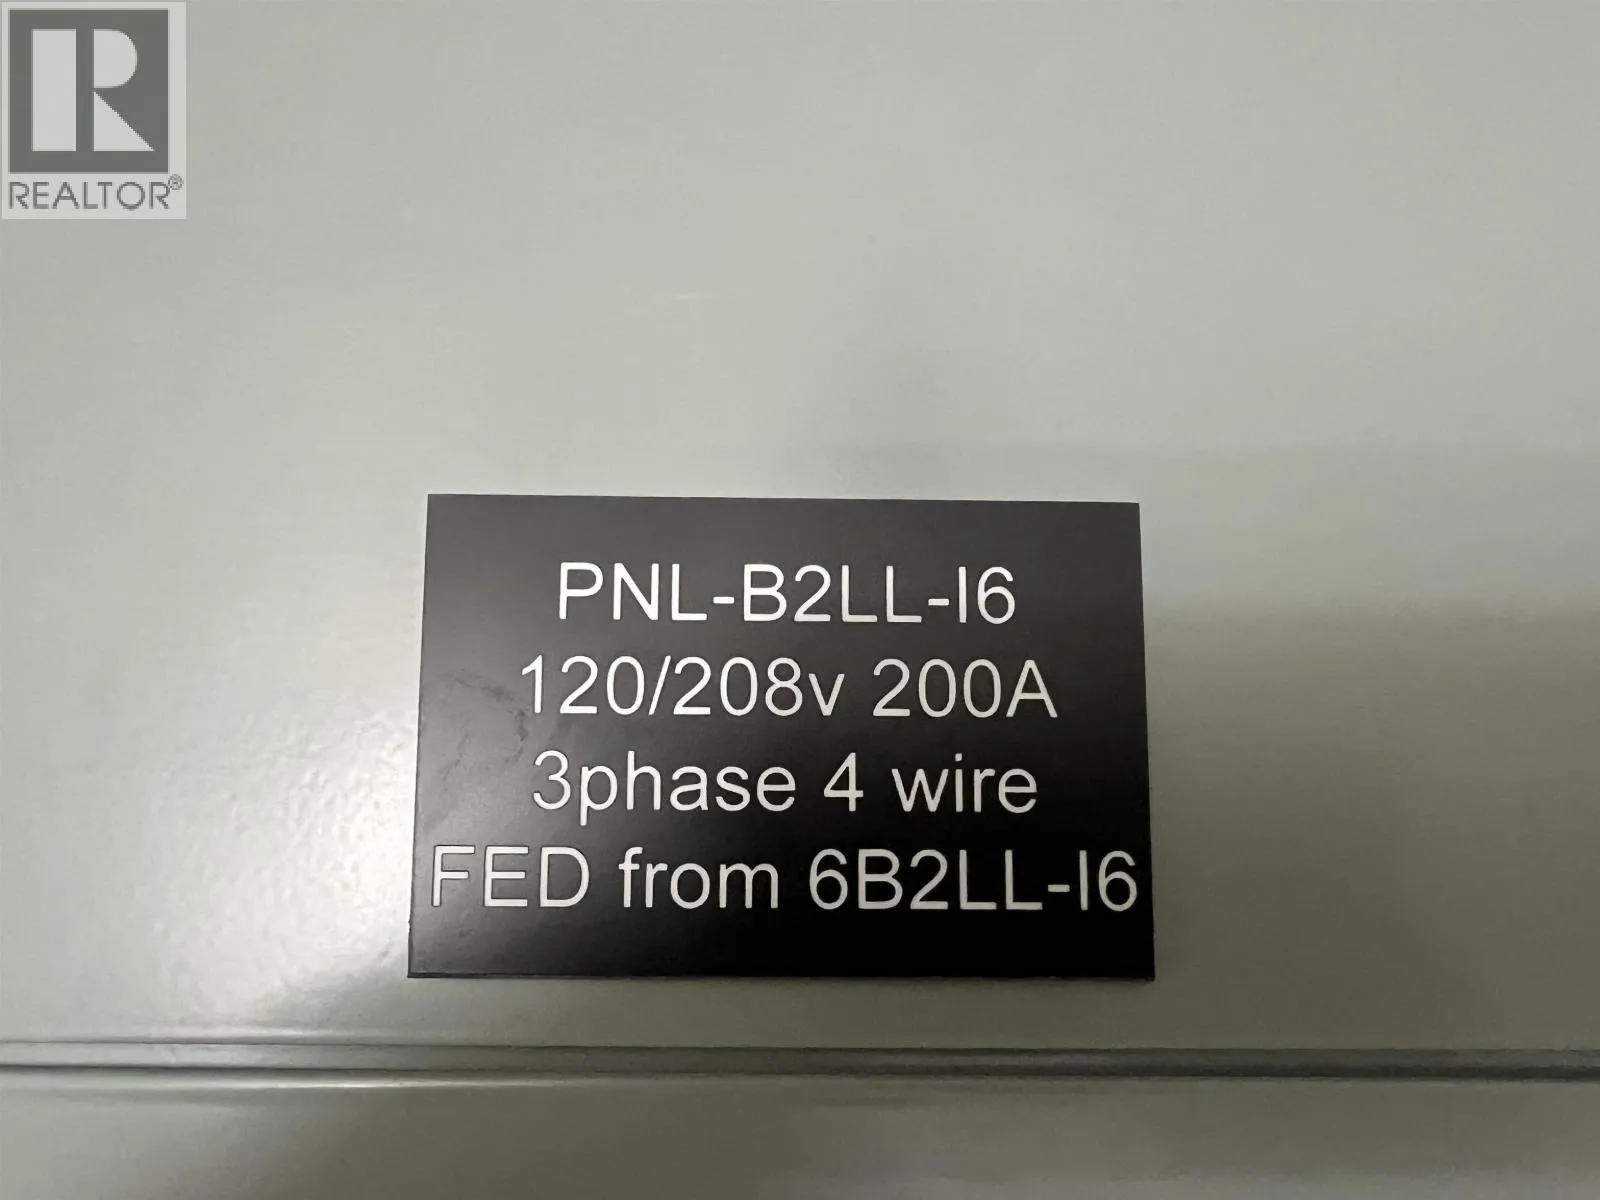 REALTOR®
PNL-B2LL-I6
120/208v 200A
3phase 4 wire
FED from 6B2LL-I6